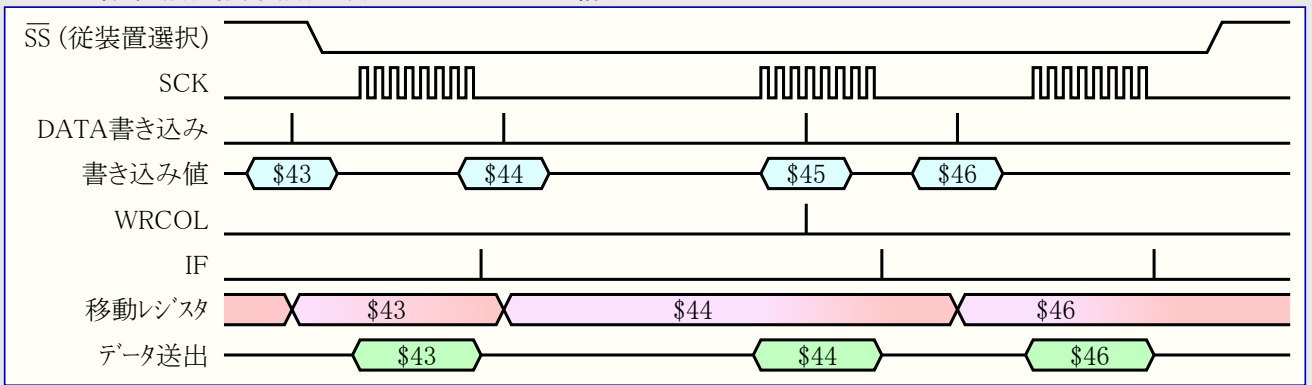 SS (従装置選択)
SCK
DATA書き込み
書き込み値 $43 $44 $45 $46
WRCOL
IF
移動レジスタ $43 $44 $46
データ送出 $43 $44 $46